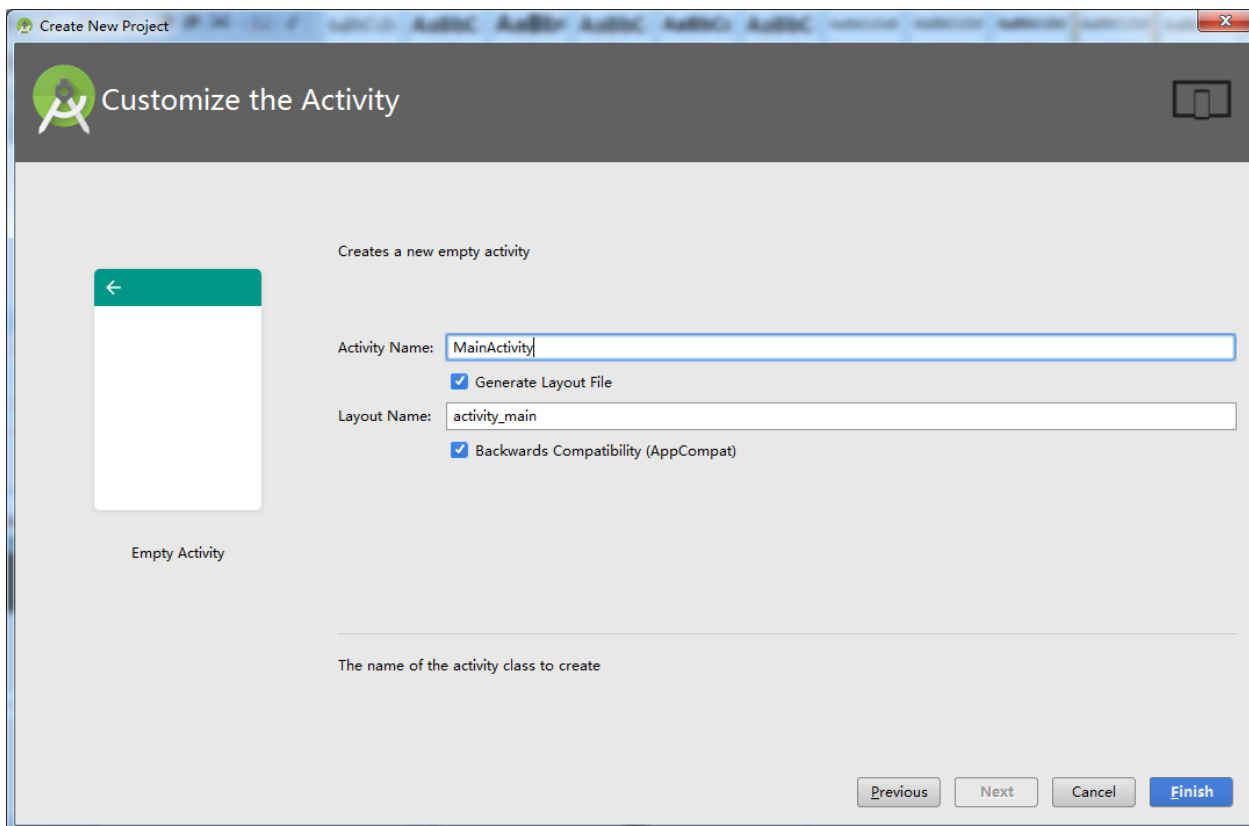 Create New Project
Customize the Activity
Creates a new empty activity
Activity Name: MainActivity
Generate Layout File
Layout Name: activity_main
Backwards Compatibility (AppCompat)
Empty Activity
The name of the activity class to create
Previous Next Cancel Finish